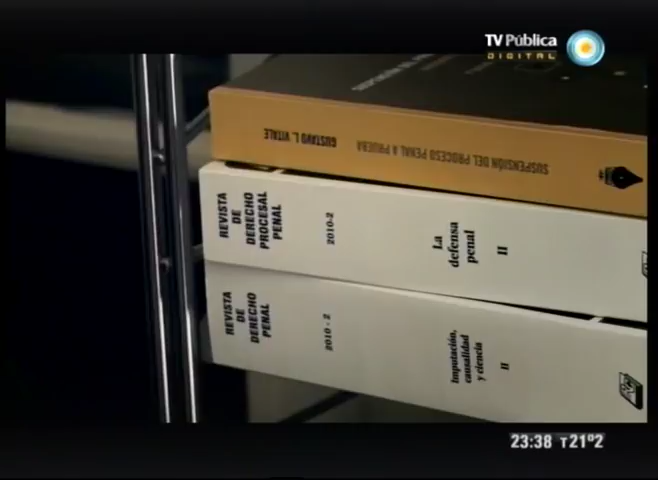 TV Pública
DIGITAL
GUSTAVO L. VITALE
SUSPENSIÓN DEL PROCESO PENAL A PRUEBA
REVISTA
DE
DERECHO
PROCESAL
PENAL
2010-2
La
defensa
penal
II
REVISTA
DE
DERECHO
PENAL
2010 - 2
Imputación,
causalidad
y ciencia
II
23:38 T21º2